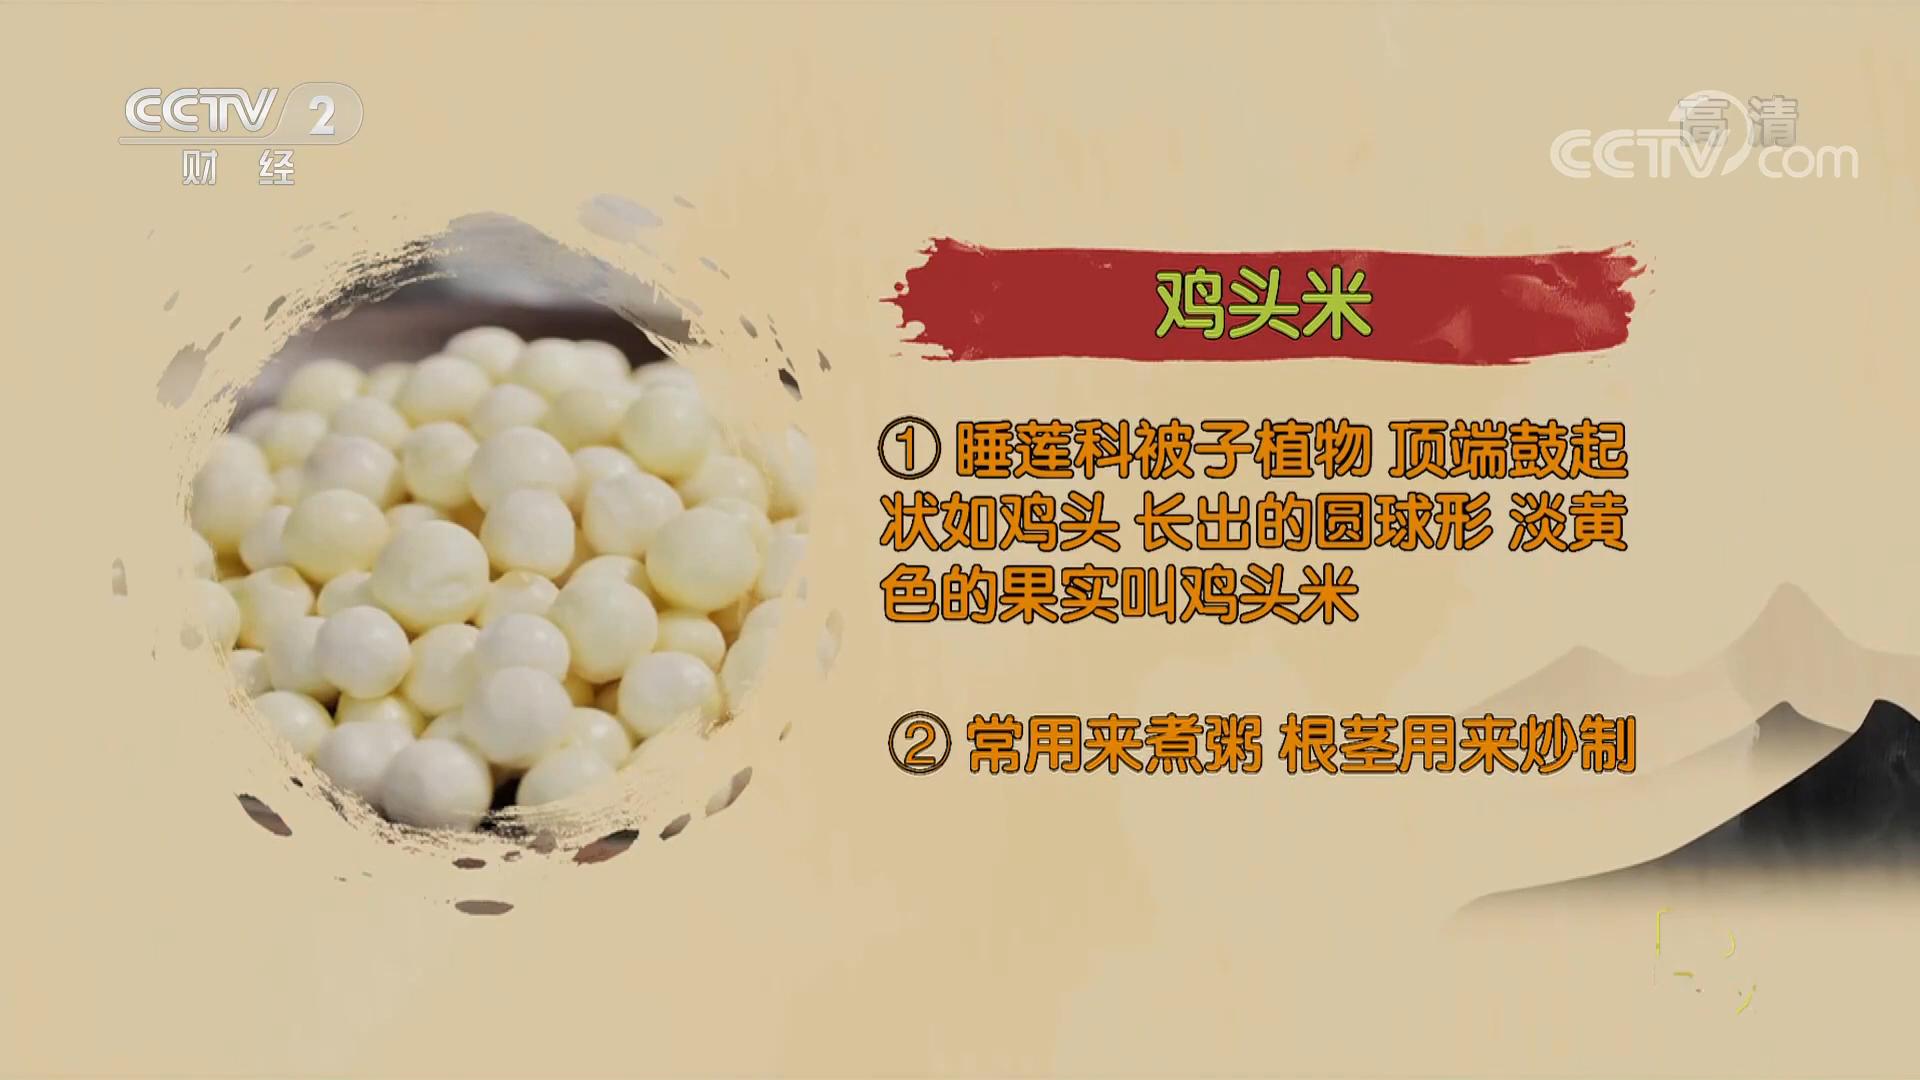 CCTV 2
财 经
高清
CCTV.com
鸡头米
① 睡莲科被子植物 顶端鼓起
状如鸡头 长出的圆球形 淡黄
色的果实叫鸡头米
② 常用来煮粥 根茎用来炒制